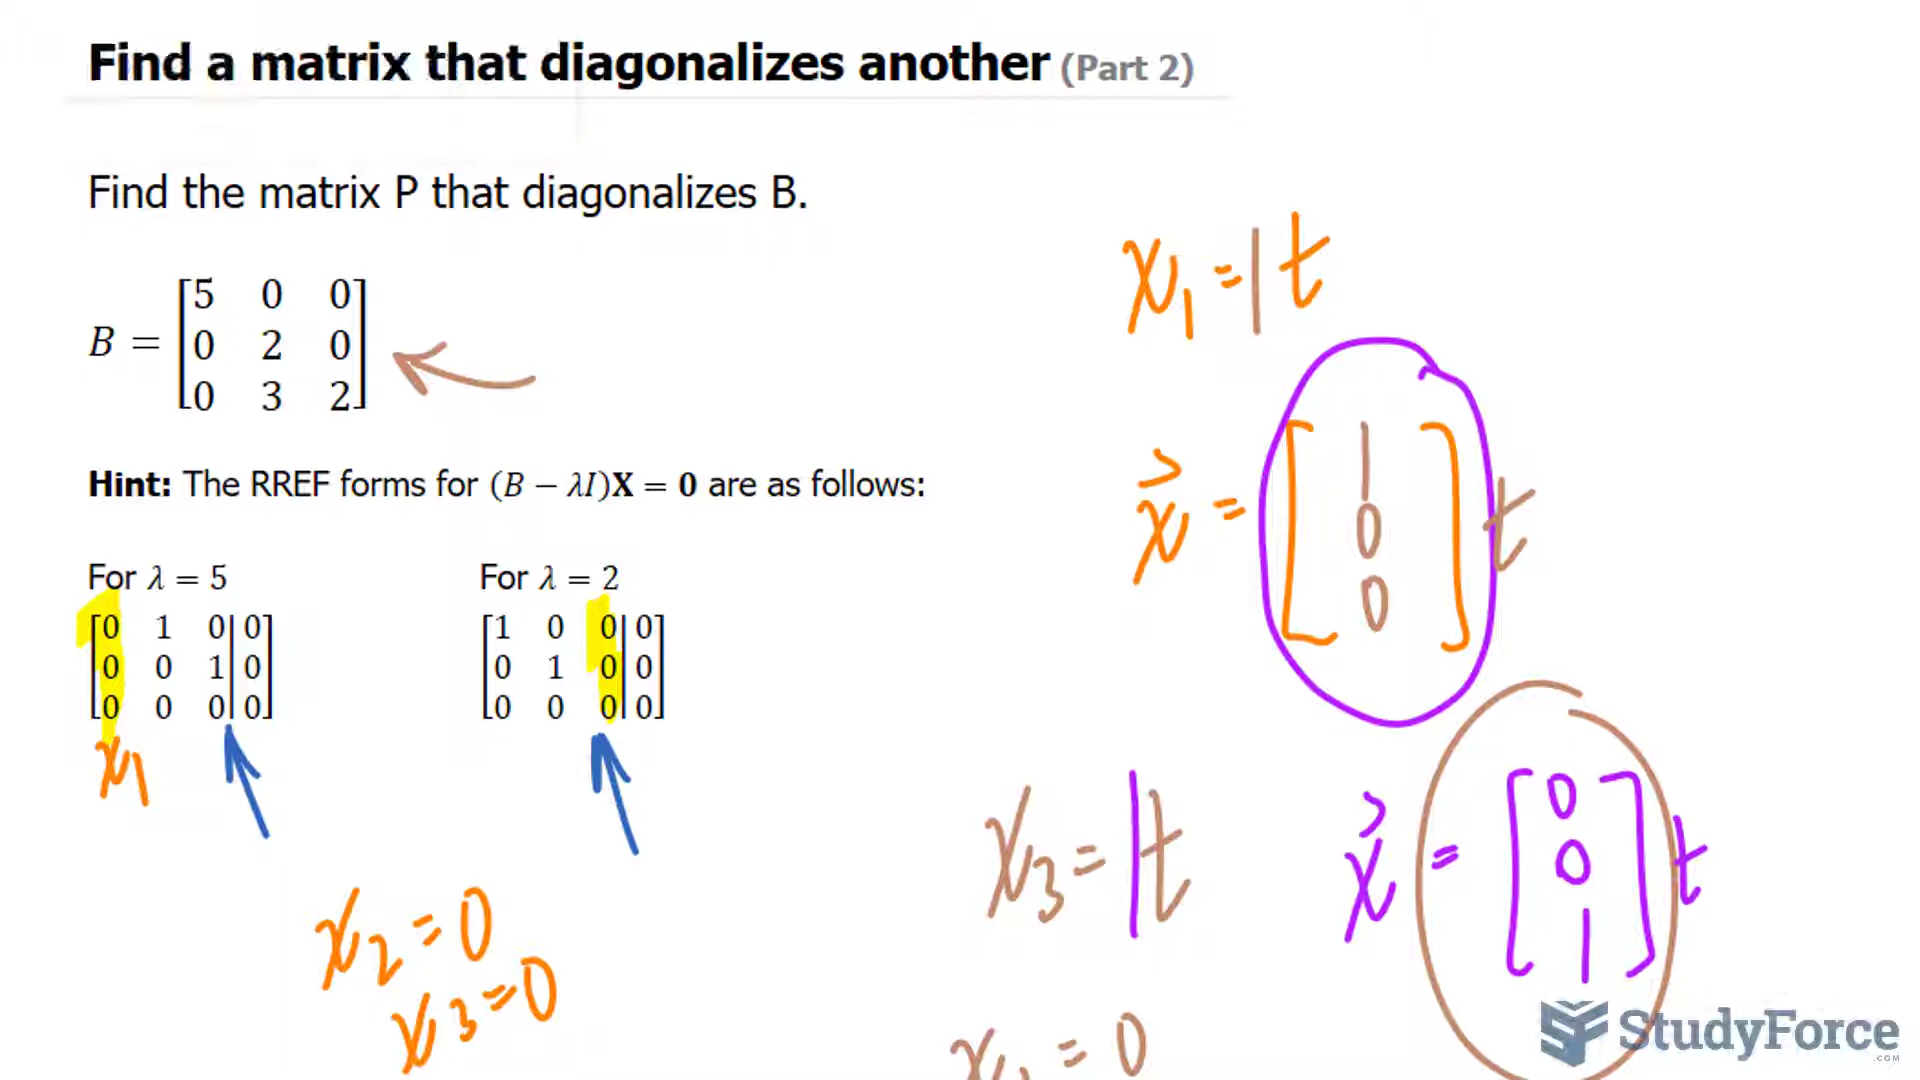 Find a matrix that diagonalizes another (Part 2)
Find the matrix P that diagonalizes B.
B = [5 0 0]
[0 2 0]
[0 3 2]
Hint: The RREF forms for (B − λI)X = 0 are as follows:
For λ = 5
[0 1 0|0]
[0 0 1|0]
[0 0 0|0]
x₁
For λ = 2
[1 0 0|0]
[0 1 0|0]
[0 0 0|0]
x₂ = 0
x₃ = 0
x₁ = 1t
x⃗ = [1
0
0] t
x₃ = 1t
x⃗ = [0
0
1] t
= 0
StudyForce
.COM